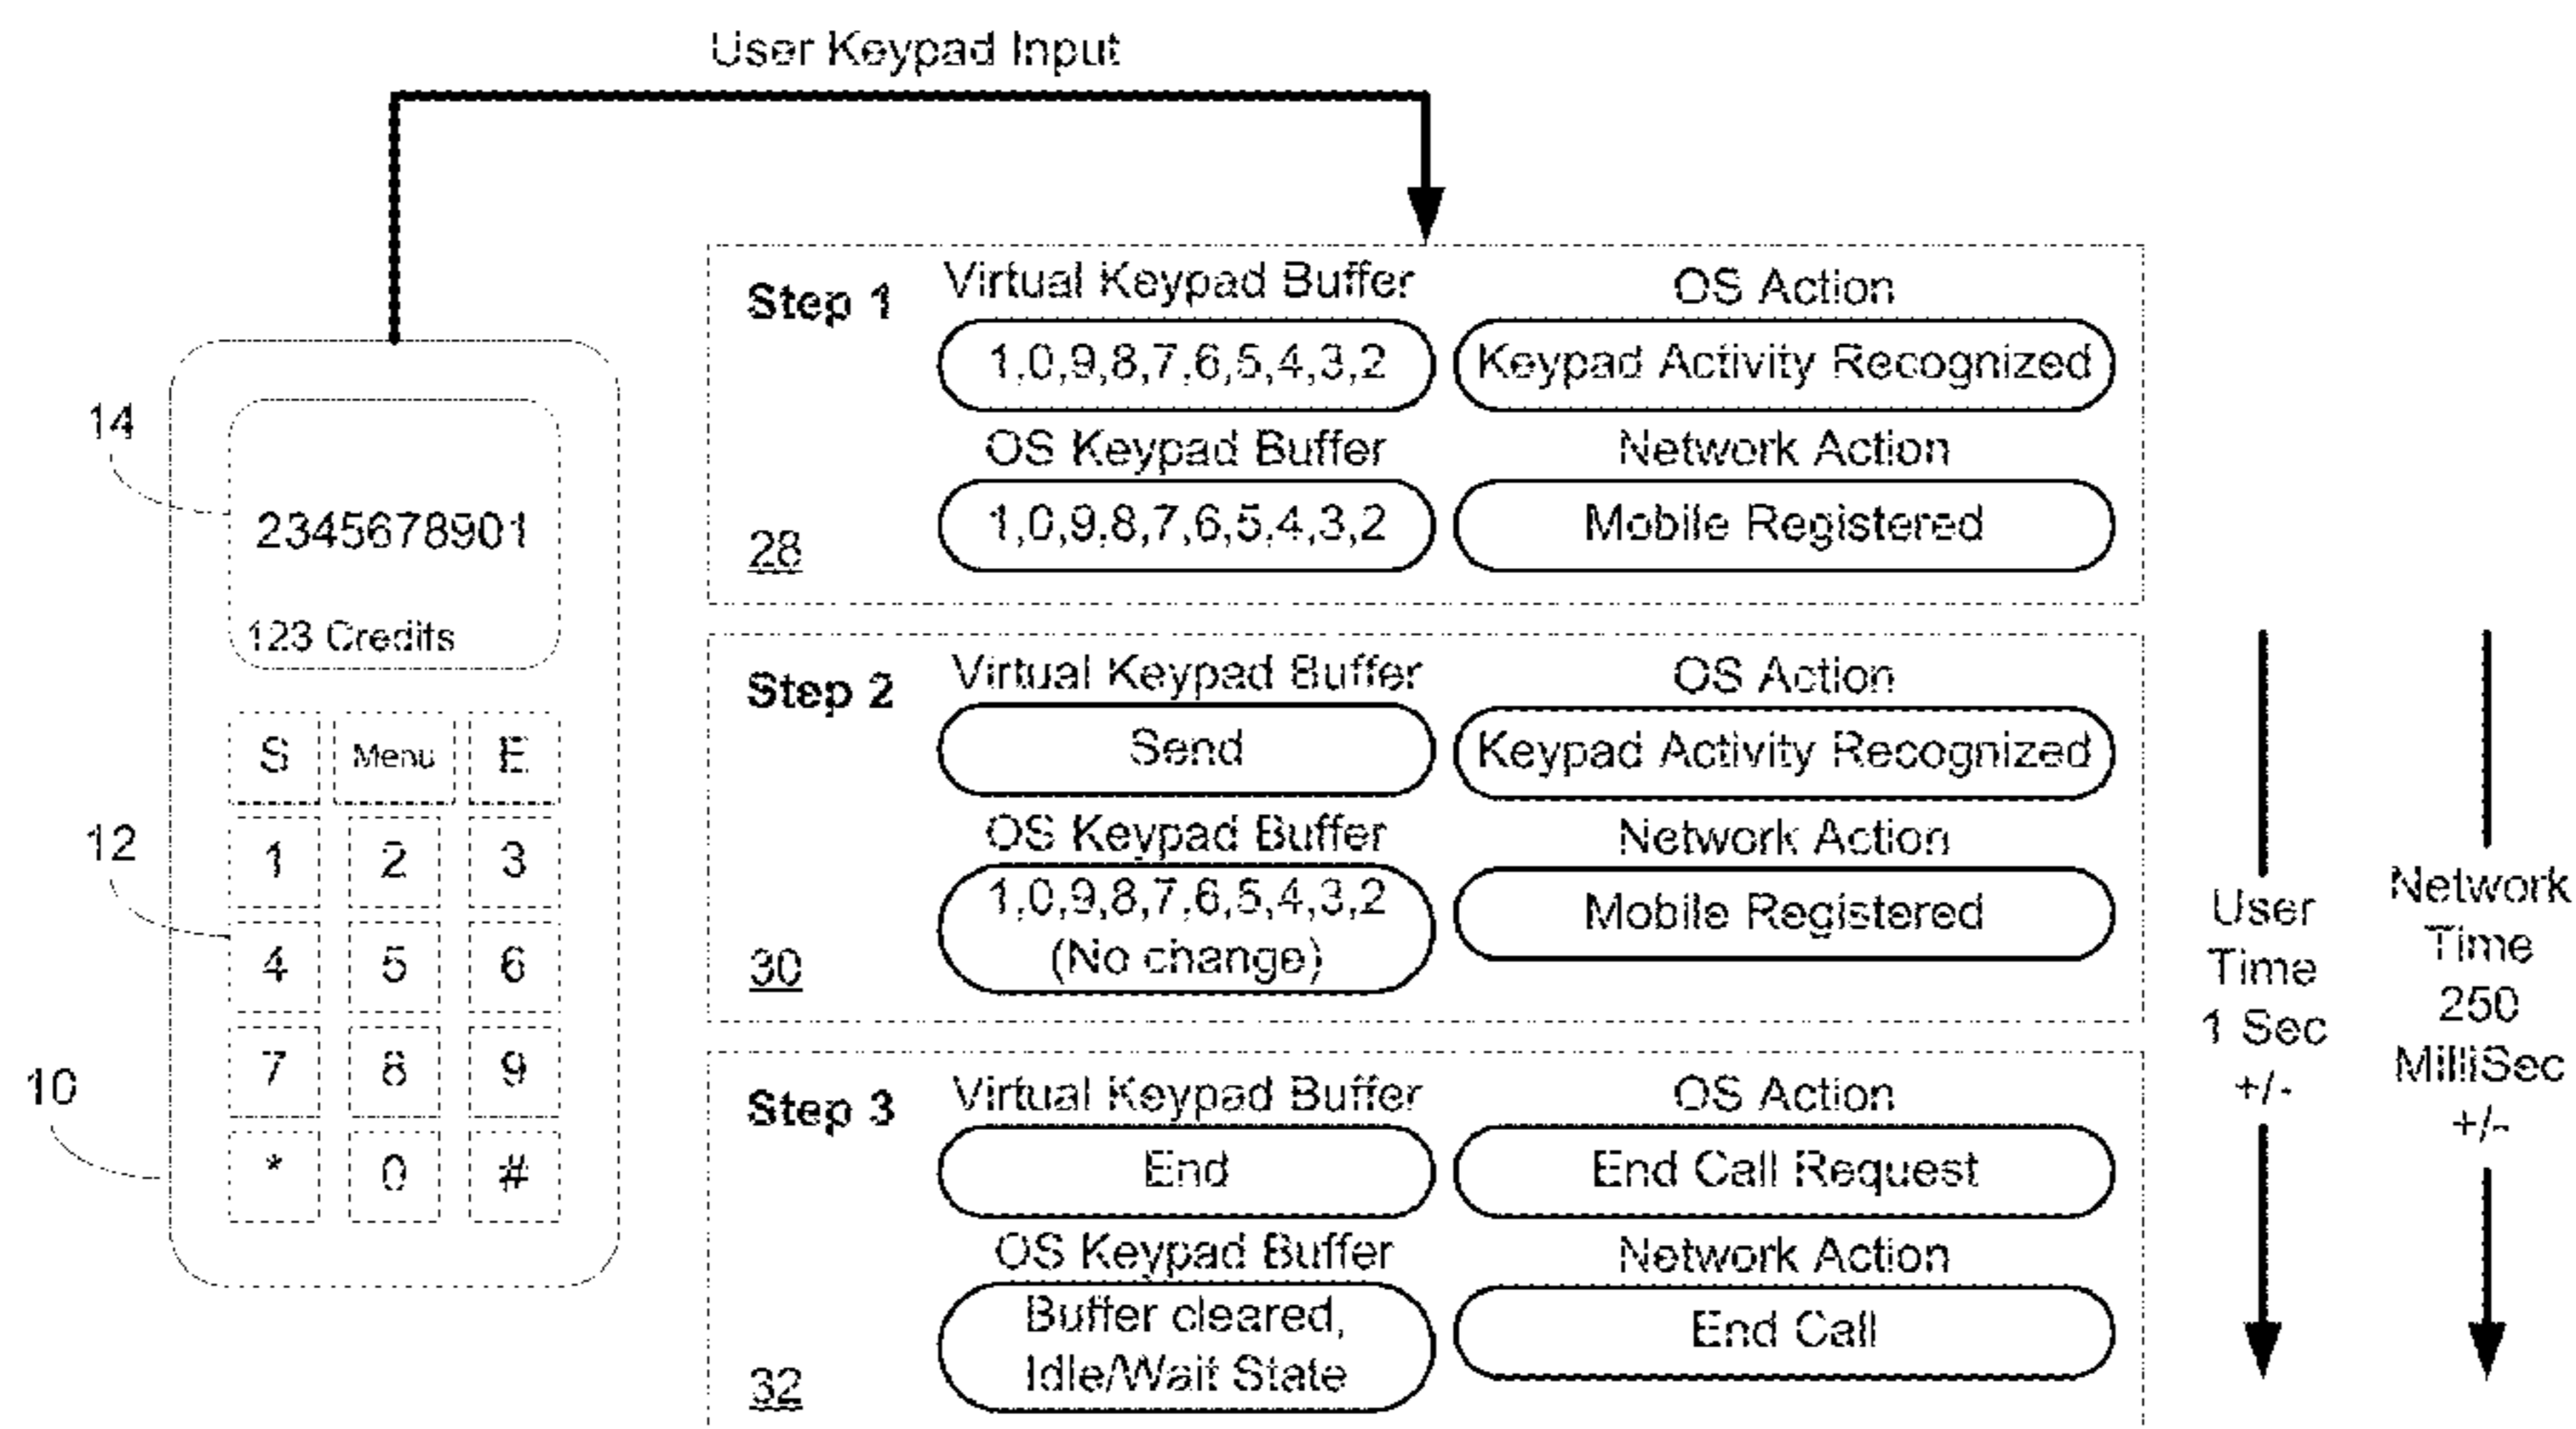 User Keypad Input
14
2345678901
123 Credits
S Menu E
1 2 3
12
4 5 6
7 8 9
10
* 0 #
Step 1
Virtual Keypad Buffer
OS Action
1,0,9,8,7,6,5,4,3,2
Keypad Activity Recognized
OS Keypad Buffer
Network Action
1,0,9,8,7,6,5,4,3,2
Mobile Registered
28
Step 2
Virtual Keypad Buffer
OS Action
Send
Keypad Activity Recognized
OS Keypad Buffer
Network Action
1,0,9,8,7,6,5,4,3,2
(No change)
Mobile Registered
30
Step 3
Virtual Keypad Buffer
OS Action
End
End Call Request
OS Keypad Buffer
Network Action
Buffer cleared,
Idle/Wait State
End Call
32
User
Time
1 Sec
+/-
Network
Time
250
MilliSec
+/-